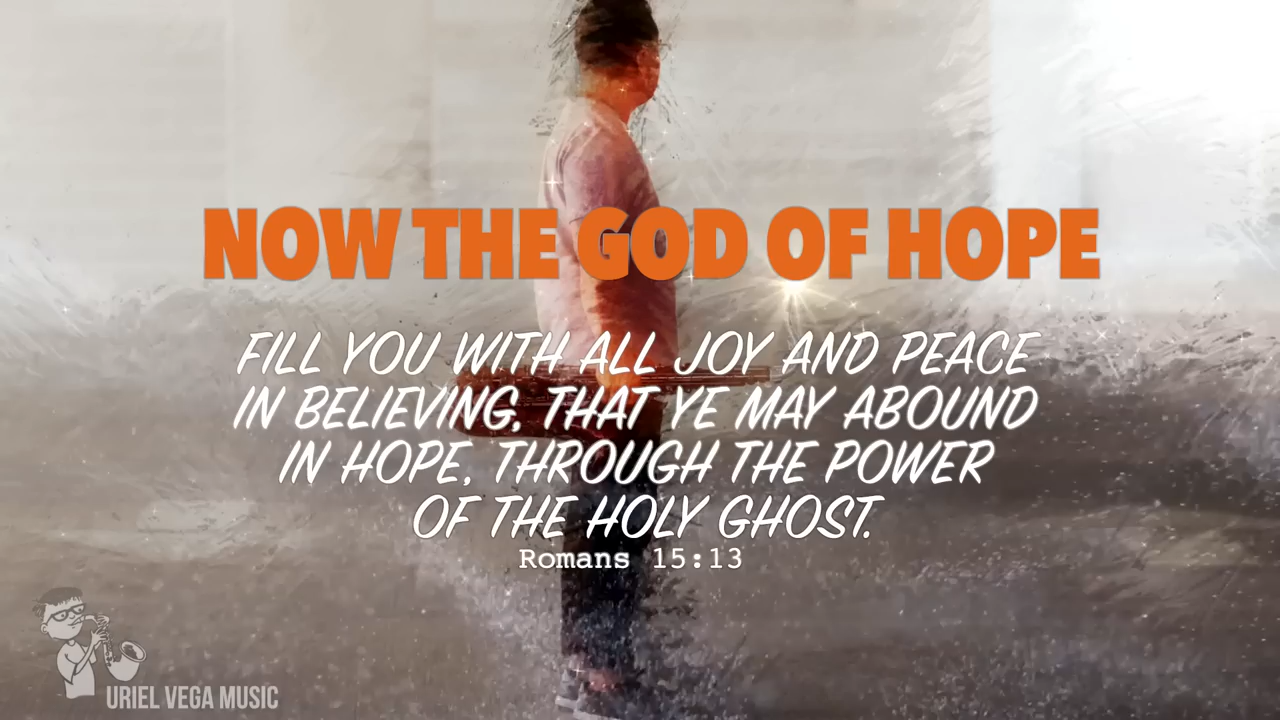 NOW THE GOD OF HOPE
FILL YOU WITH ALL JOY AND PEACE
IN BELIEVING, THAT YE MAY ABOUND
IN HOPE, THROUGH THE POWER
OF THE HOLY GHOST.
Romans 15:13
URIEL VEGA MUSIC